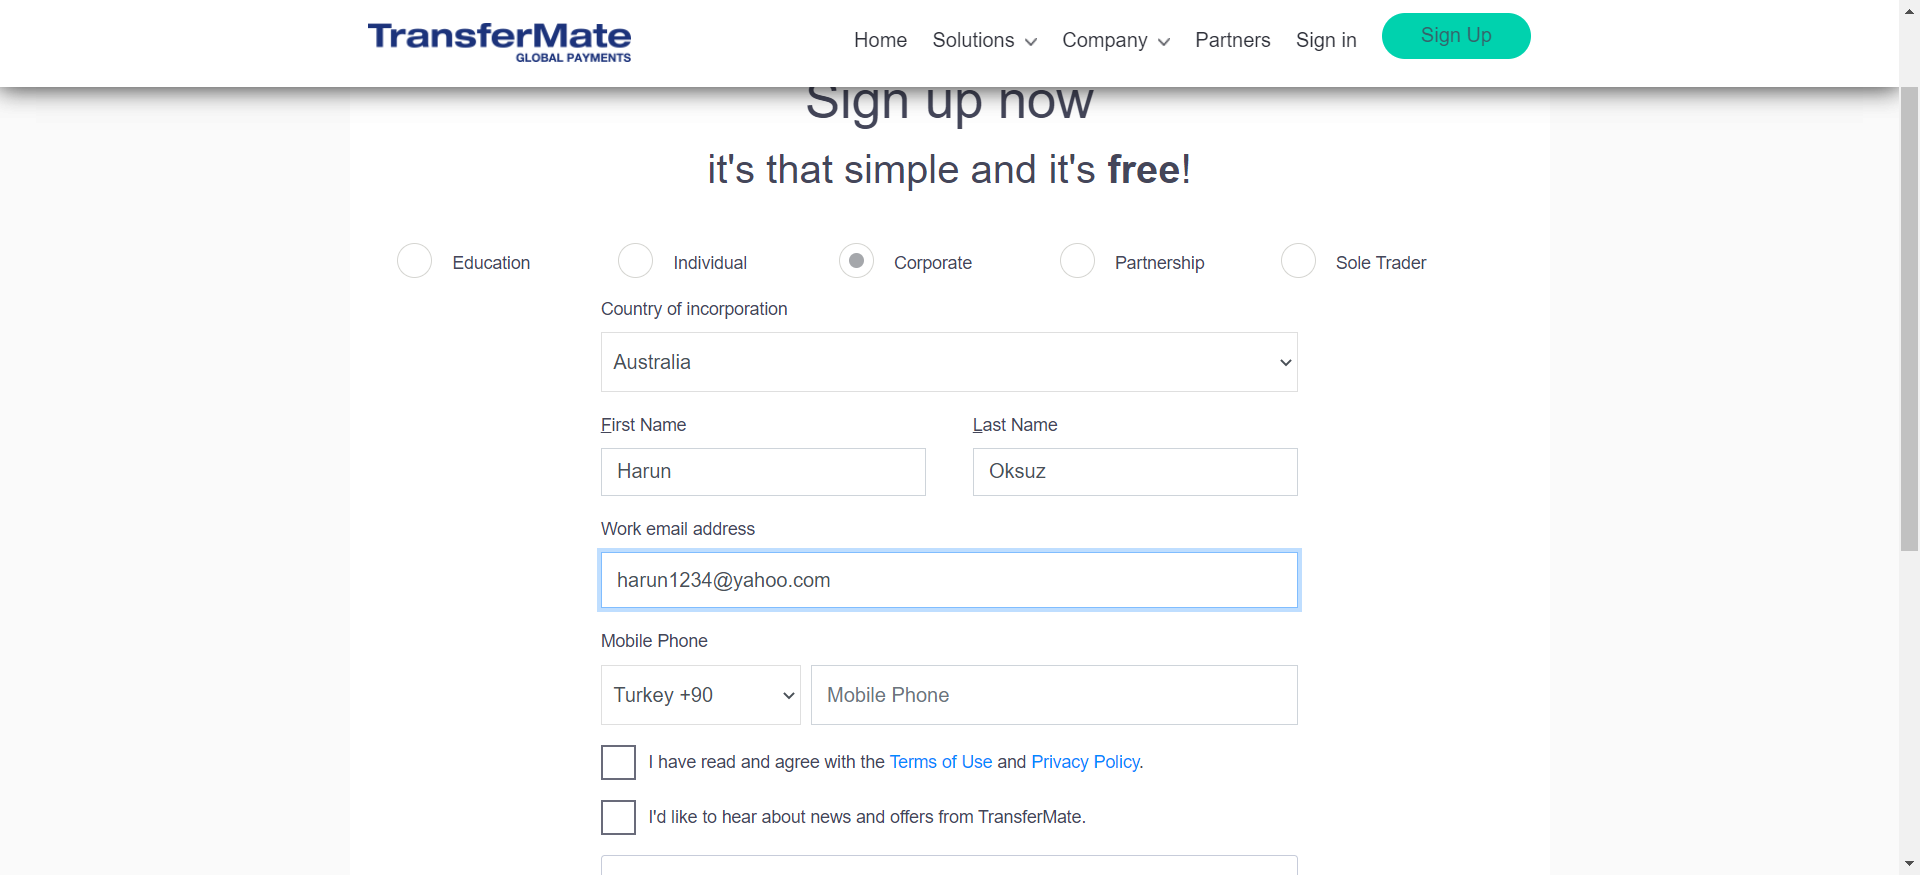 TransferMate
GLOBAL PAYMENTS
Home Solutions Company Partners Sign in Sign Up
Sign up now
it's that simple and it's free!
Education Individual Corporate Partnership Sole Trader
Country of incorporation
Australia
First Name Last Name
Harun Oksuz
Work email address
harun1234@yahoo.com
Mobile Phone
Turkey +90 Mobile Phone
I have read and agree with the Terms of Use and Privacy Policy.
I'd like to hear about news and offers from TransferMate.